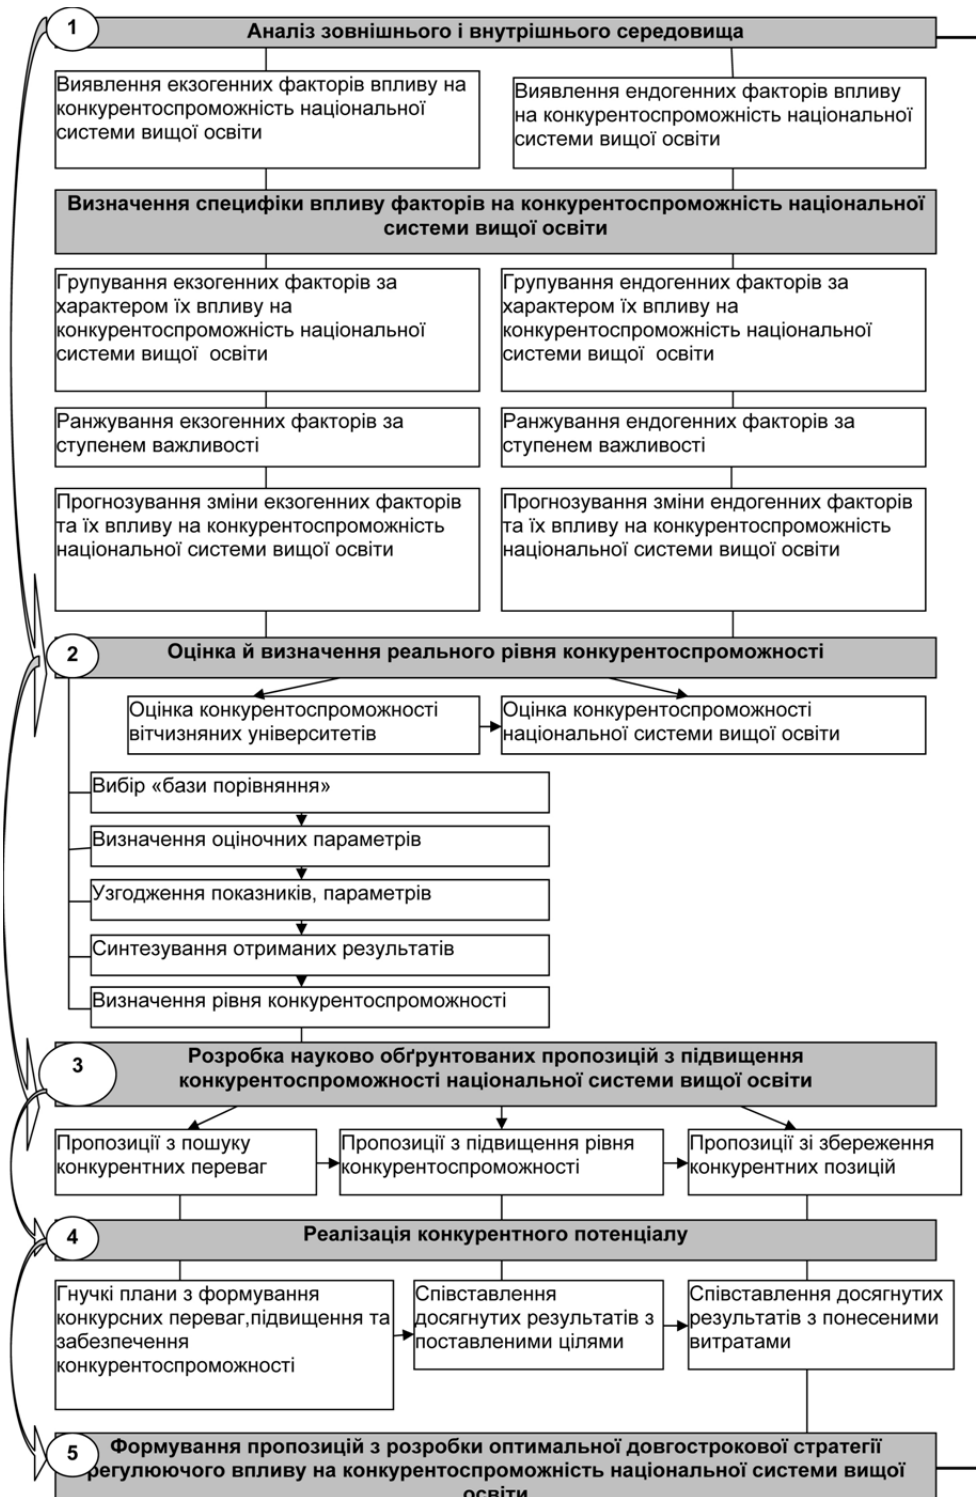 1
Аналіз зовнішнього і внутрішнього середовища
Виявлення екзогенних факторів впливу на
конкурентоспроможність національної
системи вищої освіти
Виявлення ендогенних факторів впливу
на конкурентоспроможність національної
системи вищої освіти
Визначення специфіки впливу факторів на конкурентоспроможність національної
системи вищої освіти
Групування екзогенних факторів за
характером їх впливу на
конкурентоспроможність національної
системи вищої освіти
Групування ендогенних факторів за
характером їх впливу на
конкурентоспроможність національної
системи вищої освіти
Ранжування екзогенних факторів за
ступенем важливості
Ранжування ендогенних факторів за
ступенем важливості
Прогнозування зміни екзогенних факторів
та їх впливу на конкурентоспроможність
національної системи вищої освіти
Прогнозування зміни ендогенних факторів
та їх впливу на конкурентоспроможність
національної системи вищої освіти
2
Оцінка й визначення реального рівня конкурентоспроможності
Оцінка конкурентоспроможності
вітчизняних університетів
Оцінка конкурентоспроможності
національної системи вищої освіти
Вибір «бази порівняння»
Визначення оціночних параметрів
Узгодження показників, параметрів
Синтезування отриманих результатів
Визначення рівня конкурентоспроможності
3
Розробка науково обґрунтованих пропозицій з підвищення
конкурентоспроможності національної системи вищої освіти
Пропозиції з пошуку
конкурентних переваг
Пропозиції з підвищення рівня
конкурентоспроможності
Пропозиції зі збереження
конкурентних позицій
4
Реалізація конкурентного потенціалу
Гнучкі плани з формування
конкурсних переваг,підвищення та
забезпечення
конкурентоспроможності
Співставлення
досягнутих результатів з
поставленими цілями
Співставлення досягнутих
результатів з понесеними
витратами
5
Формування пропозицій з розробки оптимальної довгострокової стратегії
регулюючого впливу на конкурентоспроможність національної системи вищої
освіти